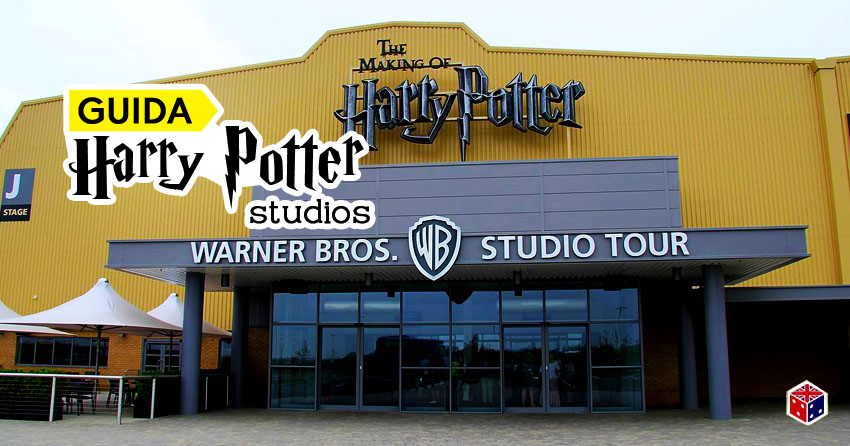 THE
MAKING OF
HARRY POTTER
GUIDA
Harry Potter
studios
J
STAGE
WARNER BROS. WB STUDIO TOUR